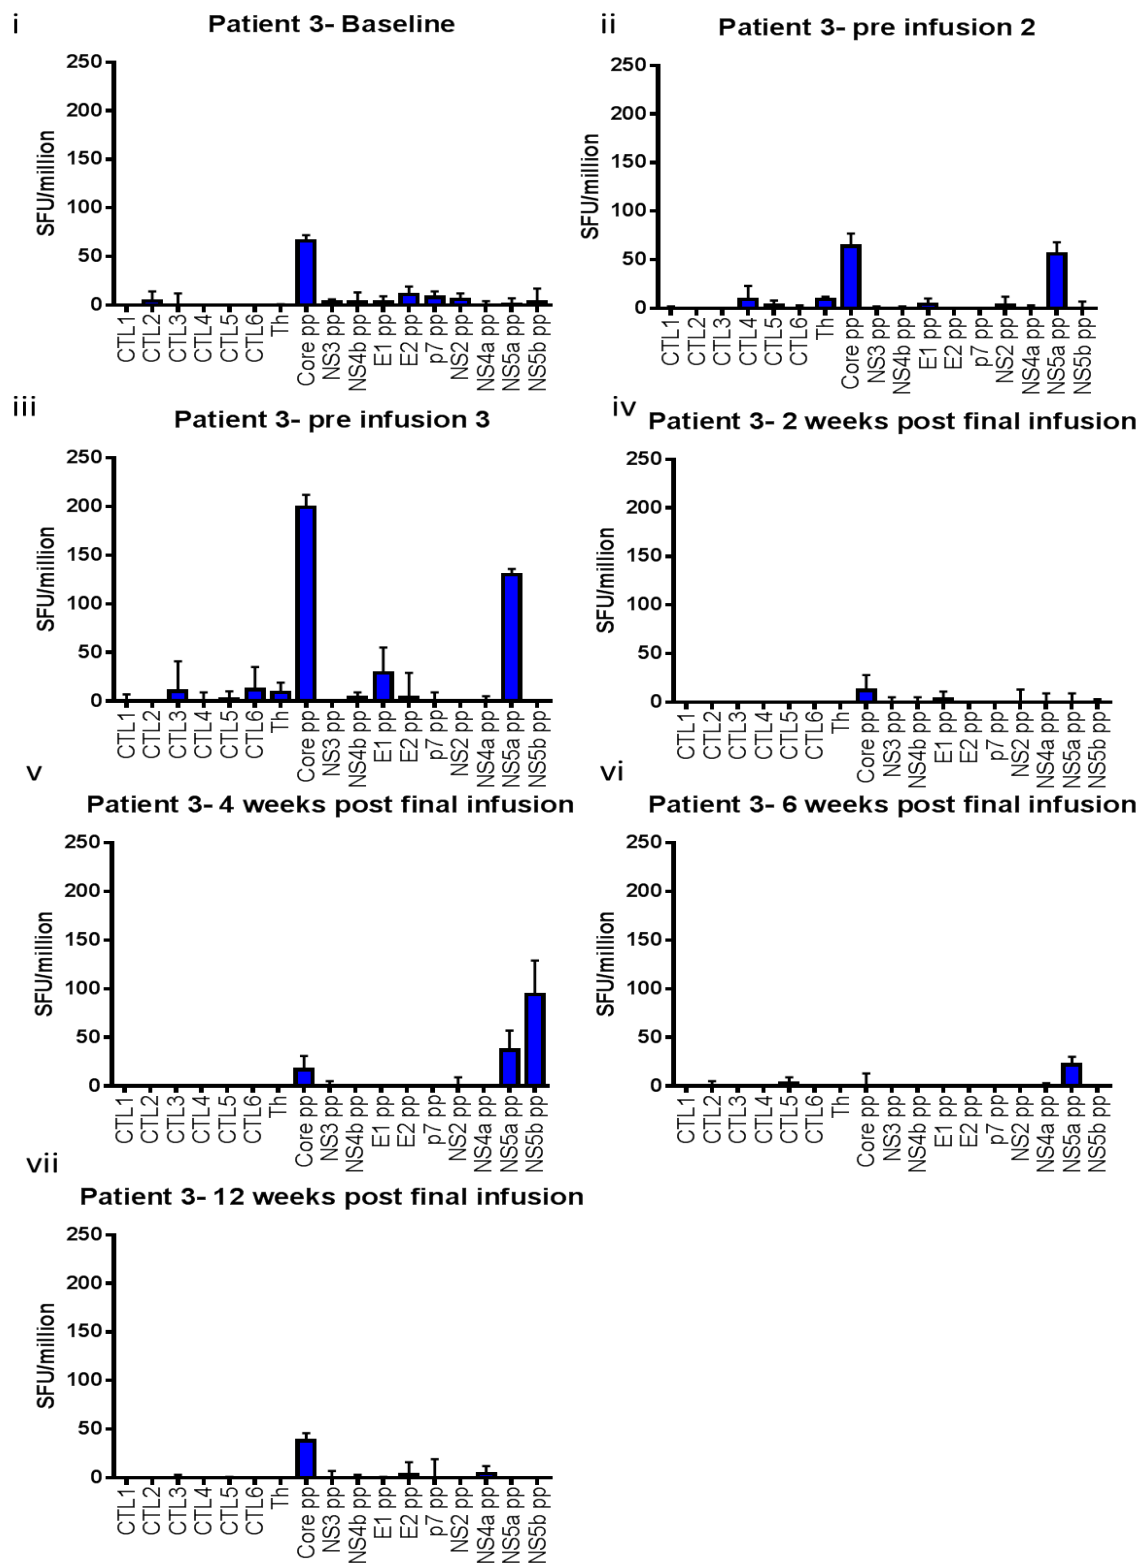 i
Patient 3- Baseline
SFU/million
250
200
150
100
50
0
CTL1 CTL2 CTL3 CTL4 CTL5 CTL6 Th Core pp NS3 pp NS4b pp E1 pp E2 pp p7 pp NS2 pp NS4a pp NS5a pp NS5b pp
ii
Patient 3- pre infusion 2
SFU/million
250
200
150
100
50
0
CTL1 CTL2 CTL3 CTL4 CTL5 CTL6 Th Core pp NS3 pp NS4b pp E1 pp E2 pp p7 pp NS2 pp NS4a pp NS5a pp NS5b pp
iii
Patient 3- pre infusion 3
SFU/million
250
200
150
100
50
0
CTL1 CTL2 CTL3 CTL4 CTL5 CTL6 Th Core pp NS3 pp NS4b pp E1 pp E2 pp p7 pp NS2 pp NS4a pp NS5a pp NS5b pp
iv
Patient 3- 2 weeks post final infusion
SFU/million
250
200
150
100
50
0
CTL1 CTL2 CTL3 CTL4 CTL5 CTL6 Th Core pp NS3 pp NS4b pp E1 pp E2 pp p7 pp NS2 pp NS4a pp NS5a pp NS5b pp
v
Patient 3- 4 weeks post final infusion
SFU/million
250
200
150
100
50
0
CTL1 CTL2 CTL3 CTL4 CTL5 CTL6 Th Core pp NS3 pp NS4b pp E1 pp E2 pp p7 pp NS2 pp NS4a pp NS5a pp NS5b pp
vi
Patient 3- 6 weeks post final infusion
SFU/million
250
200
150
100
50
0
CTL1 CTL2 CTL3 CTL4 CTL5 CTL6 Th Core pp NS3 pp NS4b pp E1 pp E2 pp p7 pp NS2 pp NS4a pp NS5a pp NS5b pp
vii
Patient 3- 12 weeks post final infusion
SFU/million
250
200
150
100
50
0
CTL1 CTL2 CTL3 CTL4 CTL5 CTL6 Th Core pp NS3 pp NS4b pp E1 pp E2 pp p7 pp NS2 pp NS4a pp NS5a pp NS5b pp